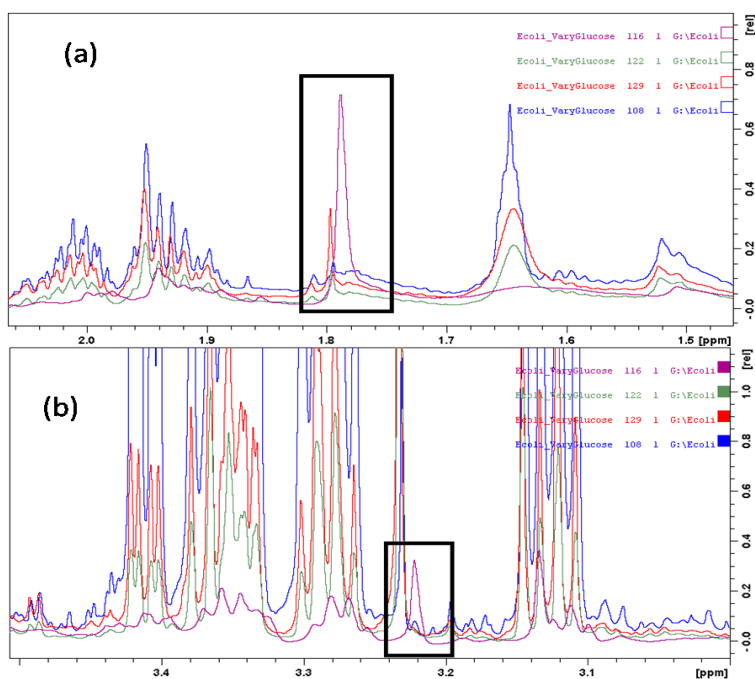 (a)
Ecoli_VaryGlucose 116 1 G:\Ecoli
Ecoli_VaryGlucose 122 1 G:\Ecoli
Ecoli_VaryGlucose 129 1 G:\Ecoli
Ecoli_VaryGlucose 108 1 G:\Ecoli
[rel]
0.8
0.6
0.4
0.2
0.0
2.0 1.9 1.8 1.7 1.6 1.5 [ppm]
(b)
Ecoli_VaryGlucose 116 1 G:\Ecoli
Ecoli_VaryGlucose 122 1 G:\Ecoli
Ecoli_VaryGlucose 129 1 G:\Ecoli
Ecoli_VaryGlucose 108 1 G:\Ecoli
[rel]
1.0
0.8
0.6
0.4
0.2
-0.0
3.4 3.3 3.2 3.1 [ppm]